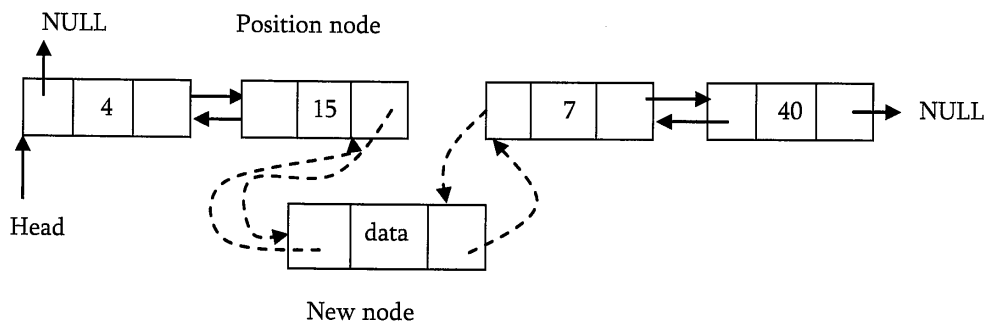 NULL
Position node
4
15
7
40
NULL
Head
data
New node